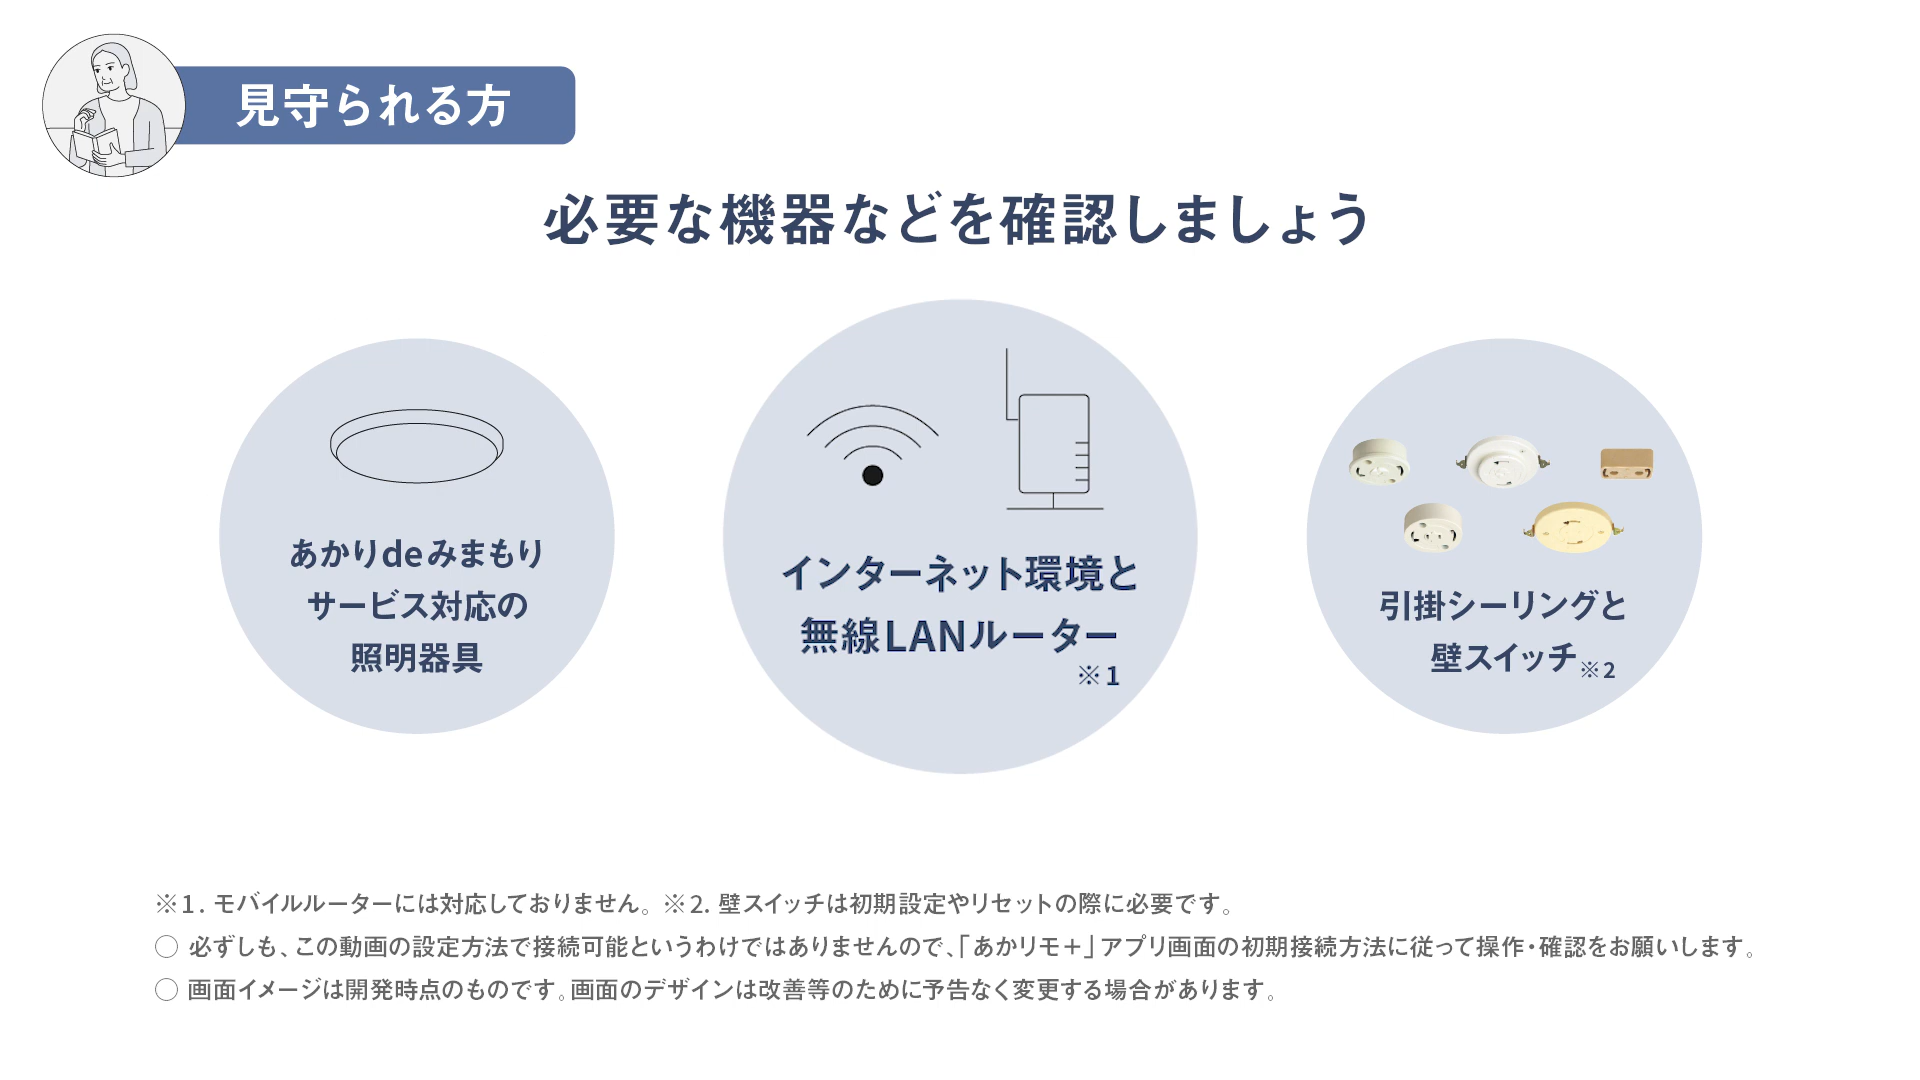 見守られる方
必要な機器などを確認しましょう
あかりdeみまもり
サービス対応の
照明器具
インターネット環境と
無線LANルーター
※1
引掛シーリングと
壁スイッチ※2
※1. モバイルルーターには対応しておりません。 ※2. 壁スイッチは初期設定やリセットの際に必要です。
○ 必ずしも、この動画の設定方法で接続可能というわけではありませんので、「あかリモ＋」アプリ画面の初期接続方法に従って操作・確認をお願いします。
○ 画面イメージは開発時点のものです。画面のデザインは改善等のために予告なく変更する場合があります。